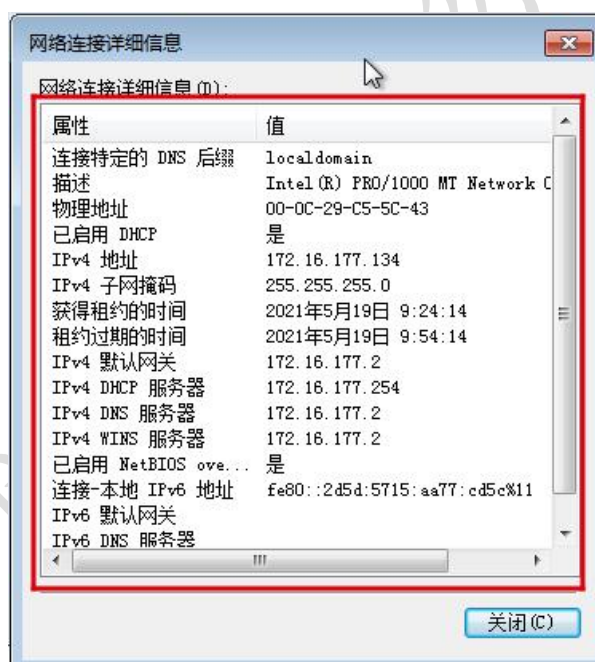 网络连接详细信息
网络连接详细信息(D):
属性 值
连接特定的 DNS 后缀 localdomain
描述 Intel(R) PRO/1000 MT Network C
物理地址 00-0C-29-C5-5C-43
已启用 DHCP 是
IPv4 地址 172.16.177.134
IPv4 子网掩码 255.255.255.0
获得租约的时间 2021年5月19日 9:24:14
租约过期的时间 2021年5月19日 9:54:14
IPv4 默认网关 172.16.177.2
IPv4 DHCP 服务器 172.16.177.254
IPv4 DNS 服务器 172.16.177.2
IPv4 WINS 服务器 172.16.177.2
已启用 NetBIOS ove... 是
连接-本地 IPv6 地址 fe80::2d5d:5715:aa77:cd5c%11
IPv6 默认网关
IPv6 DNS 服务器
关闭(C)